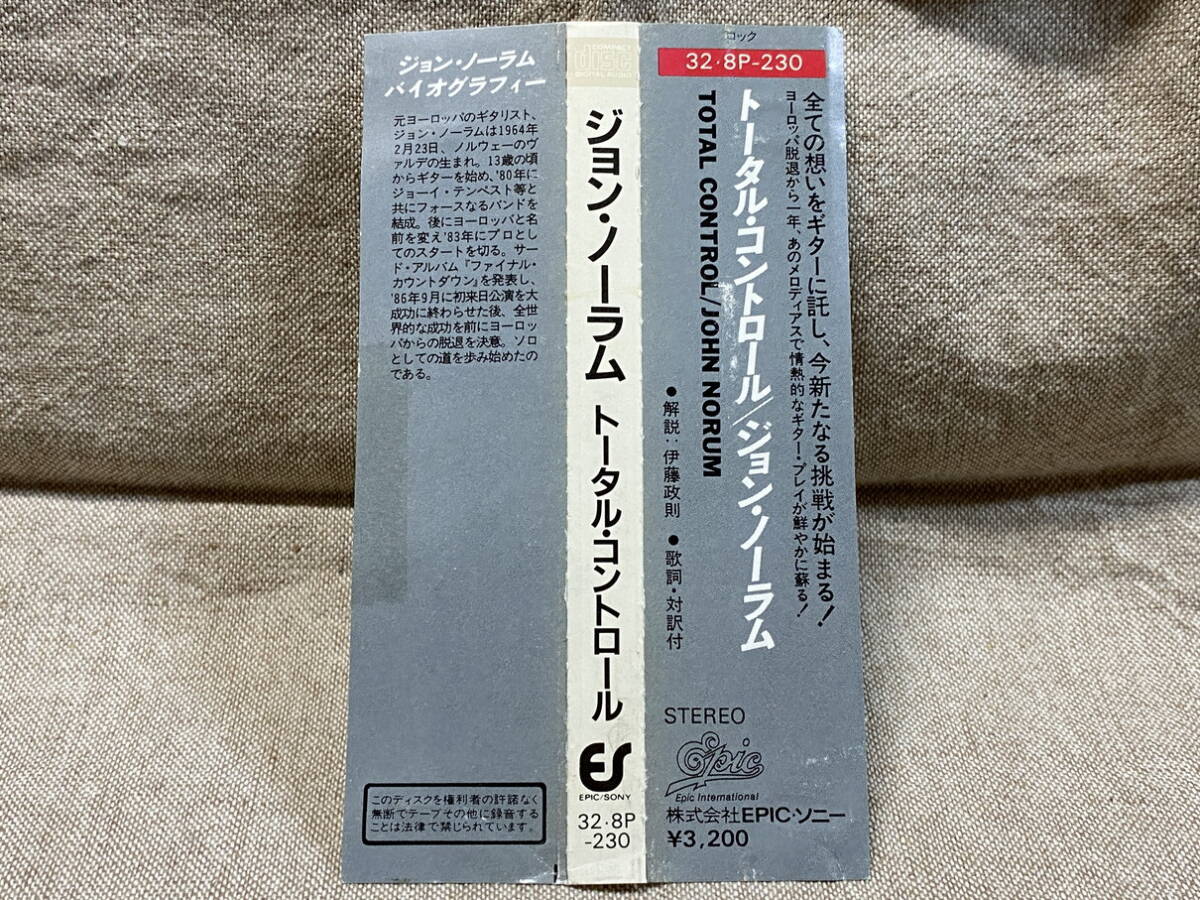 ジョン・ノーラム
バイオグラフィー
元ヨーロッパのギタリスト、
ジョン・ノーラムは1964年
2月23日、ノルウェーのヴ
ァルデの生まれ。13歳の頃
からギターを始め、'80年に
ジョーイ・テンペスト等と
共にフォースなるバンドを
結成。後にヨーロッパと名
前を変え'83年にプロとし
てのスタートを切る。サー
ド・アルバム『ファイナル・
カウントダウン』を発表し、
'86年9月に初来日公演を大
成功に終わらせた後、全世
界的な成功を前にヨーロッ
パからの脱退を決意。ソロ
としての道を歩み始めたの
である。
このディスクを権利者の許諾なく
無断でテープその他に録音する
ことは法律で禁じられています。
COMPACT
disc
DIGITAL AUDIO
ジョン・ノーラム トータル・コントロール
ES
EPIC/SONY
32・8P
-230
ロック
32・8P-230
全ての想いをギターに託し、今新たなる挑戦が始まる!
ヨーロッパ脱退から一年、あのメロディアスで情熱的なギター・プレイが鮮やかに蘇る!
トータル・コントロール/ジョン・ノーラム
TOTAL CONTROL/JOHN NORUM
●解説:伊藤政則 ●歌詞・対訳付
STEREO
Epic
Epic International
株式会社EPIC・ソニー
¥3,200